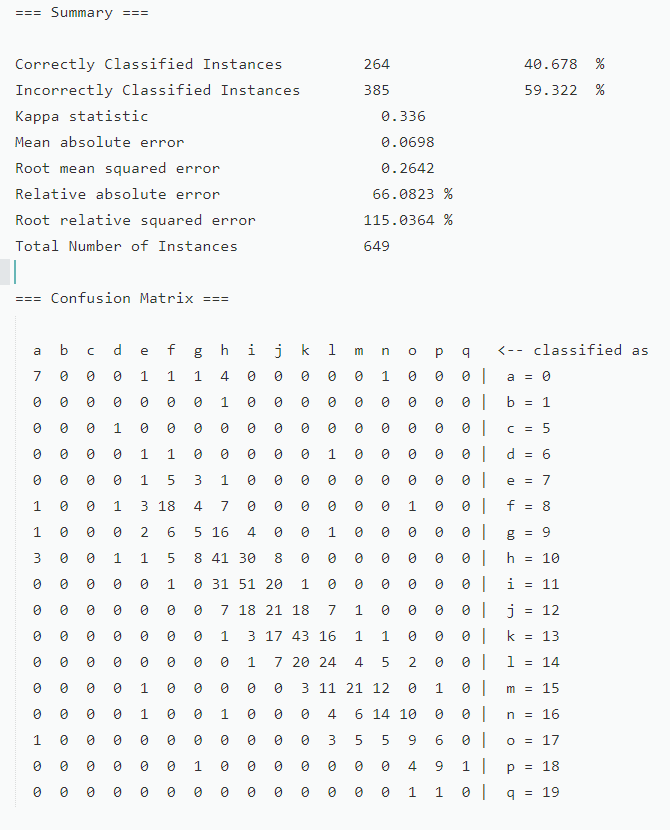 === Summary ===
Correctly Classified Instances 264 40.678 %
Incorrectly Classified Instances 385 59.322 %
Kappa statistic 0.336
Mean absolute error 0.0698
Root mean squared error 0.2642
Relative absolute error 66.0823 %
Root relative squared error 115.0364 %
Total Number of Instances 649
=== Confusion Matrix ===
a b c d e f g h i j k l m n o p q <-- classified as
7 0 0 0 1 1 1 4 0 0 0 0 0 1 0 0 0 | a = 0
0 0 0 0 0 0 0 1 0 0 0 0 0 0 0 0 0 | b = 1
0 0 0 1 0 0 0 0 0 0 0 0 0 0 0 0 0 | c = 5
0 0 0 0 1 1 0 0 0 0 0 1 0 0 0 0 0 | d = 6
0 0 0 0 1 5 3 1 0 0 0 0 0 0 0 0 0 | e = 7
1 0 0 1 3 18 4 7 0 0 0 0 0 0 1 0 0 | f = 8
1 0 0 0 2 6 5 16 4 0 0 1 0 0 0 0 0 | g = 9
3 0 0 1 1 5 8 41 30 8 0 0 0 0 0 0 0 | h = 10
0 0 0 0 0 1 0 31 51 20 1 0 0 0 0 0 0 | i = 11
0 0 0 0 0 0 0 7 18 21 18 7 1 0 0 0 0 | j = 12
0 0 0 0 0 0 0 1 3 17 43 16 1 1 0 0 0 | k = 13
0 0 0 0 0 0 0 0 1 7 20 24 4 5 2 0 0 | l = 14
0 0 0 0 1 0 0 0 0 0 3 11 21 12 0 1 0 | m = 15
0 0 0 0 1 0 0 1 0 0 0 4 6 14 10 0 0 | n = 16
1 0 0 0 0 0 0 0 0 0 0 3 5 5 9 6 0 | o = 17
0 0 0 0 0 0 1 0 0 0 0 0 0 0 4 9 1 | p = 18
0 0 0 0 0 0 0 0 0 0 0 0 0 0 1 1 0 | q = 19